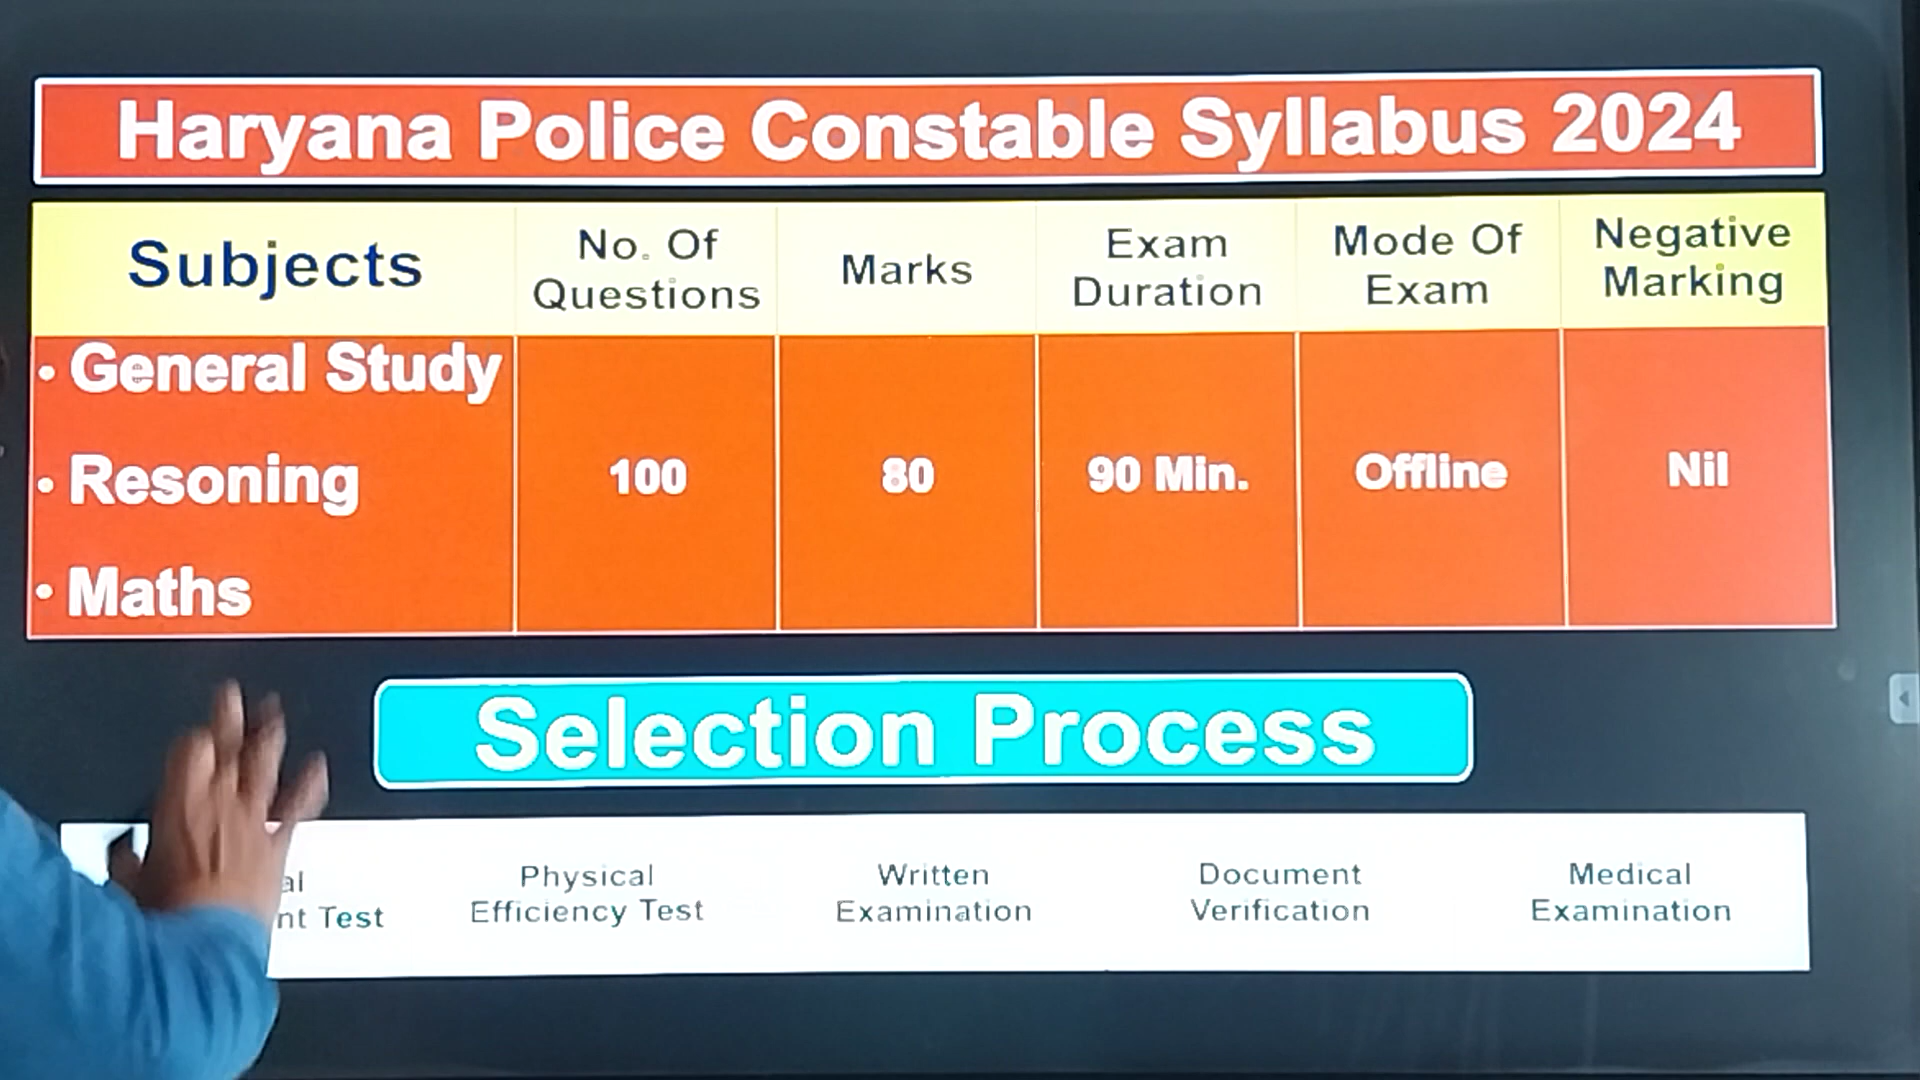 Haryana Police Constable Syllabus 2024
Subjects
No. Of
Questions
Marks
Exam
Duration
Mode Of
Exam
Negative
Marking
• General Study
• Resoning
• Maths
100
80
90 Min.
Offline
Nil
Selection Process
Test
Physical
Efficiency Test
Written
Examination
Document
Verification
Medical
Examination